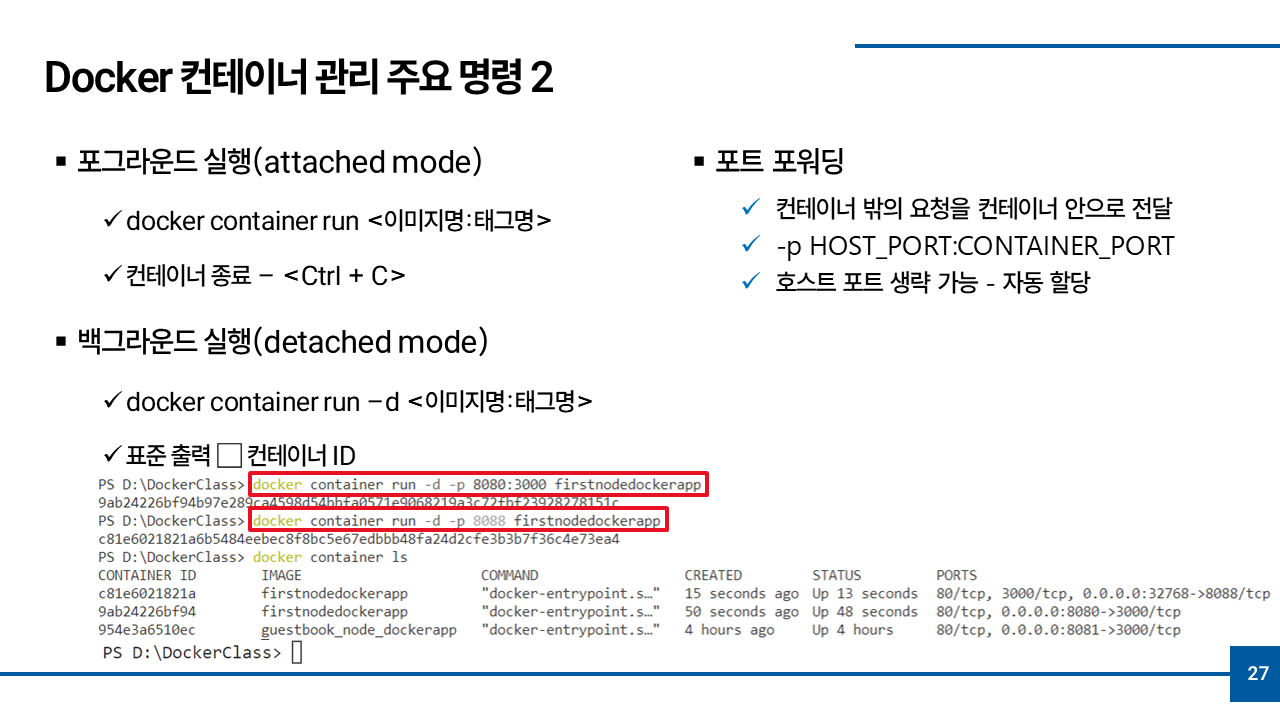 Docker 컨테이너 관리 주요 명령 2
▪ 포그라운드 실행(attached mode)
✓ docker container run <이미지명:태그명>
✓ 컨테이너 종료 – <Ctrl + C>
▪ 백그라운드 실행(detached mode)
✓ docker container run –d <이미지명:태그명>
✓ 표준 출력 □ 컨테이너 ID
▪ 포트 포워딩
✓ 컨테이너 밖의 요청을 컨테이너 안으로 전달
✓ -p HOST_PORT:CONTAINER_PORT
✓ 호스트 포트 생략 가능 - 자동 할당
PS D:\DockerClass> docker container run -d -p 8080:3000 firstnodedockerapp
9ab24226bf94b97e289ca4598d54bbfa0571e9068219a3c72fbf23928278151c
PS D:\DockerClass> docker container run -d -p 8088 firstnodedockerapp
c81e6021821a6b5484eebec8f8bc5e67edbbb48fa24d2cfe3b3b7f36c4e73ea4
PS D:\DockerClass> docker container ls
CONTAINER ID IMAGE COMMAND CREATED STATUS PORTS
c81e6021821a firstnodedockerapp "docker-entrypoint.s…" 15 seconds ago Up 13 seconds 80/tcp, 3000/tcp, 0.0.0.0:32768->8088/tcp
9ab24226bf94 firstnodedockerapp "docker-entrypoint.s…" 50 seconds ago Up 48 seconds 80/tcp, 0.0.0.0:8080->3000/tcp
954e3a6510ec guestbook_node_dockerapp "docker-entrypoint.s…" 4 hours ago Up 4 hours 80/tcp, 0.0.0.0:8081->3000/tcp
PS D:\DockerClass>
27